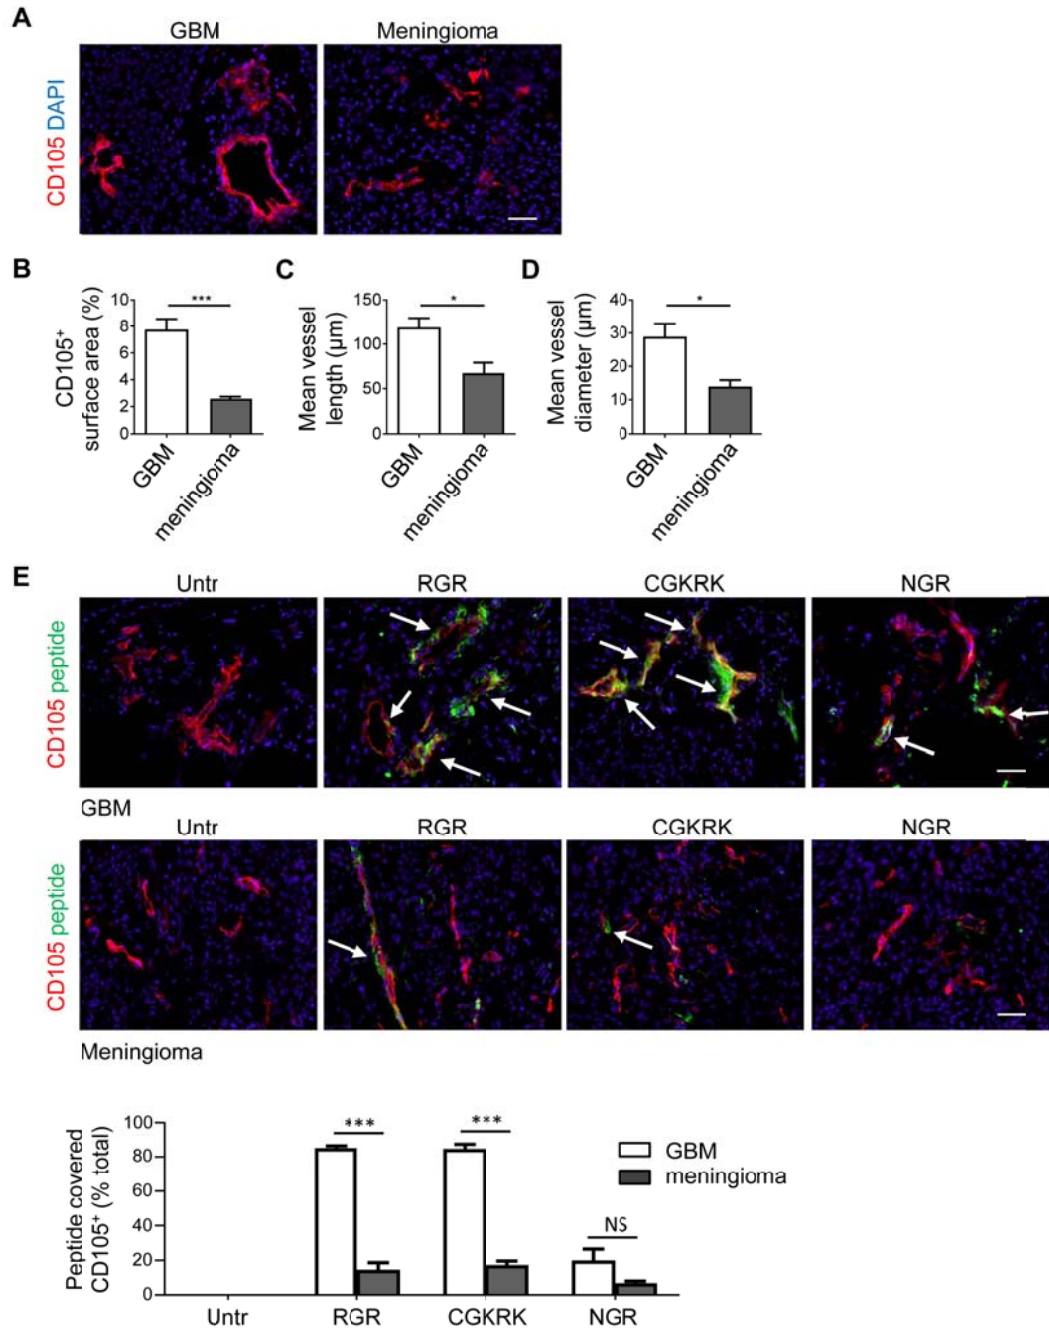 A
GBM Meningioma
CD105 DAPI
B C D
CD105+ surface area (%)
10
8
6
4
2
0
***
GBM
meningioma
Mean vessel length (µm)
150
100
50
0
*
GBM
meningioma
Mean vessel diameter (µm)
40
30
20
10
0
*
GBM
meningioma
E
Untr RGR CGKRK NGR
CD105 peptide
GBM
Untr RGR CGKRK NGR
CD105 peptide
Meningioma
Peptide covered
CD105+ (% total)
100
80
60
40
20
0
*** *** NS
GBM
meningioma
Untr RGR CGKRK NGR